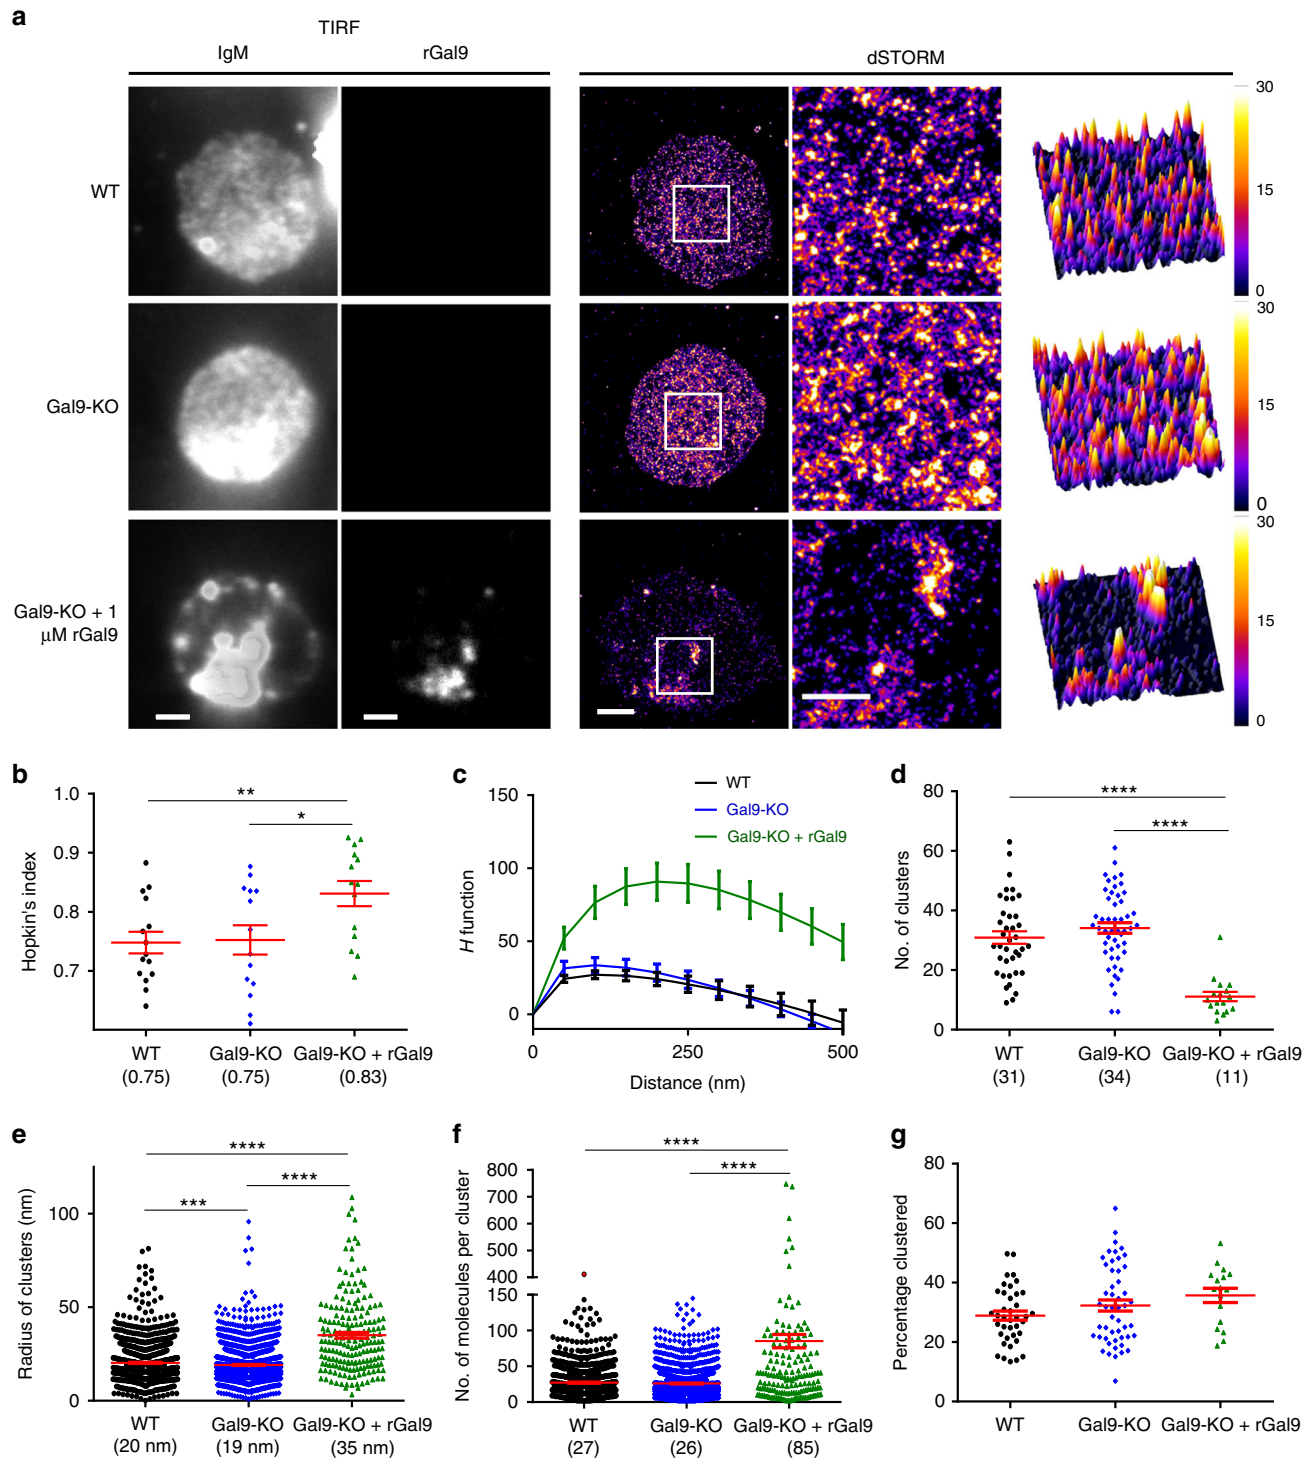 a
TIRF
IgM
rGal9
dSTORM
WT
Gal9-KO
Gal9-KO + 1
μM rGal9
30
15
0
30
15
0
30
15
0
b
Hopkin's index
1.0
0.9
0.8
0.7
**
*
WT
(0.75)
Gal9-KO
(0.75)
Gal9-KO + rGal9
(0.83)
c
H function
150
100
50
0
WT
Gal9-KO
Gal9-KO + rGal9
0
250
500
Distance (nm)
d
No. of clusters
80
60
40
20
0
****
****
WT
(31)
Gal9-KO
(34)
Gal9-KO + rGal9
(11)
e
Radius of clusters (nm)
100
50
0
****
***
****
WT
(20 nm)
Gal9-KO
(19 nm)
Gal9-KO + rGal9
(35 nm)
f
No. of molecules per cluster
800
700
600
500
400
150
100
50
0
****
****
WT
(27)
Gal9-KO
(26)
Gal9-KO + rGal9
(85)
g
Percentage clustered
80
60
40
20
0
WT
Gal9-KO
Gal9-KO + rGal9